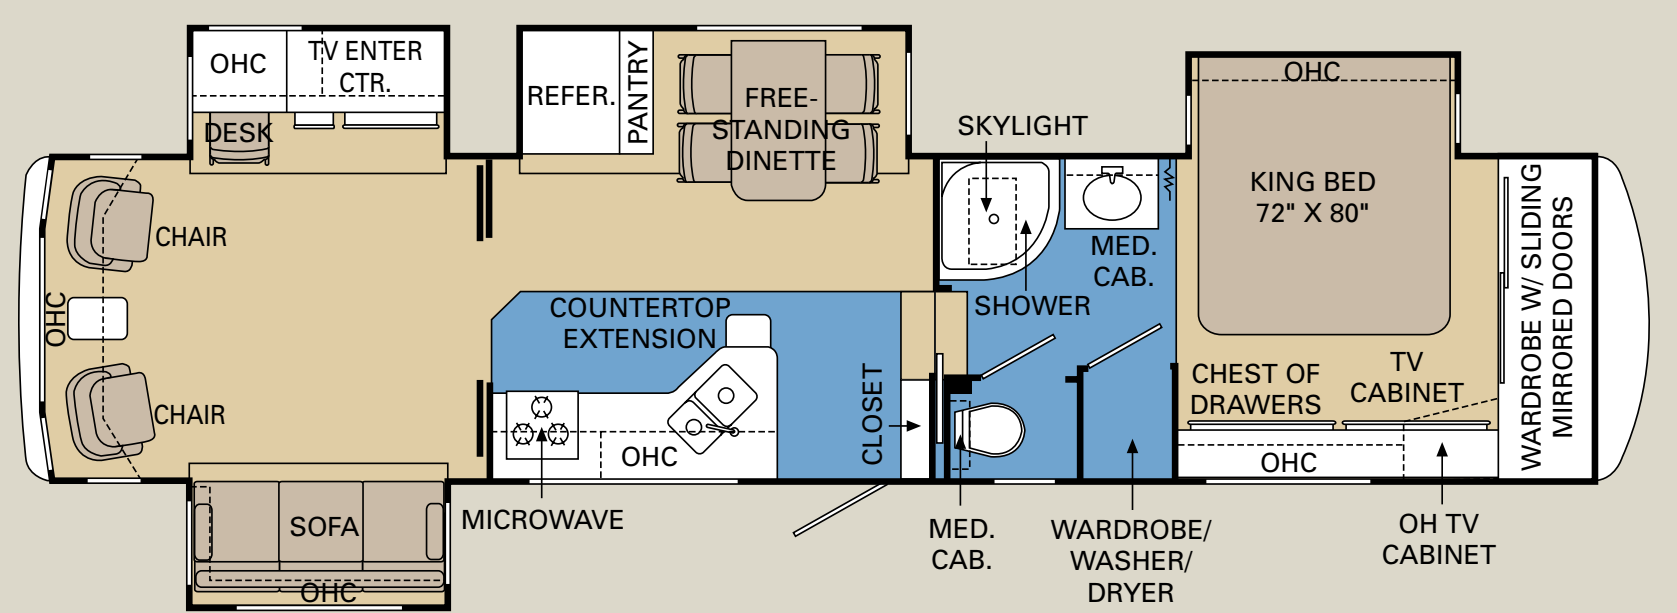 OHC
TV ENTER
CTR.
DESK
REFER.
PANTRY
FREE-
STANDING
DINETTE
SKYLIGHT
OHC
KING BED
72" X 80"
WARDROBE W/ SLIDING
MIRRORED DOORS
CHAIR
MED.
CAB.
SHOWER
OHC
COUNTERTOP
EXTENSION
CHAIR
CLOSET
CHEST OF
DRAWERS
TV
CABINET
OHC
OHC
SOFA
OHC
MICROWAVE
MED.
CAB.
WARDROBE/
WASHER/
DRYER
OH TV
CABINET